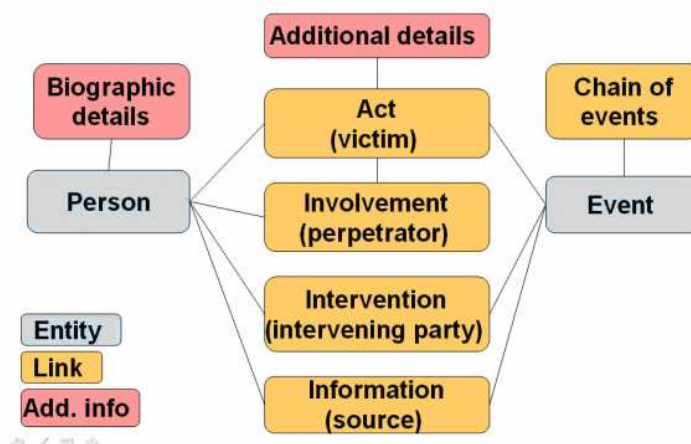 Additional details
Biographic
details
Act
(victim)
Chain of
events
Person
Involvement
(perpetrator)
Event
Intervention
(intervening party)
Information
(source)
Entity
Link
Add. info